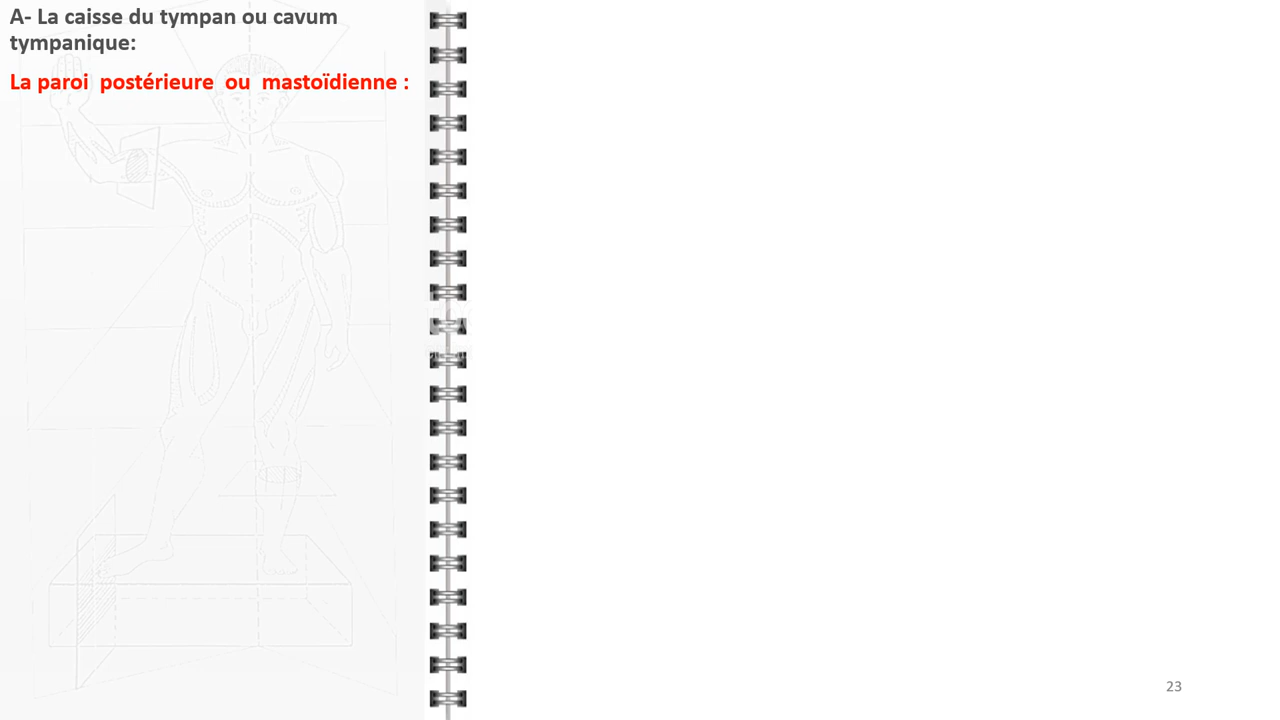 A- La caisse du tympan ou cavum
tympanique:
La paroi postérieure ou mastoïdienne :
23